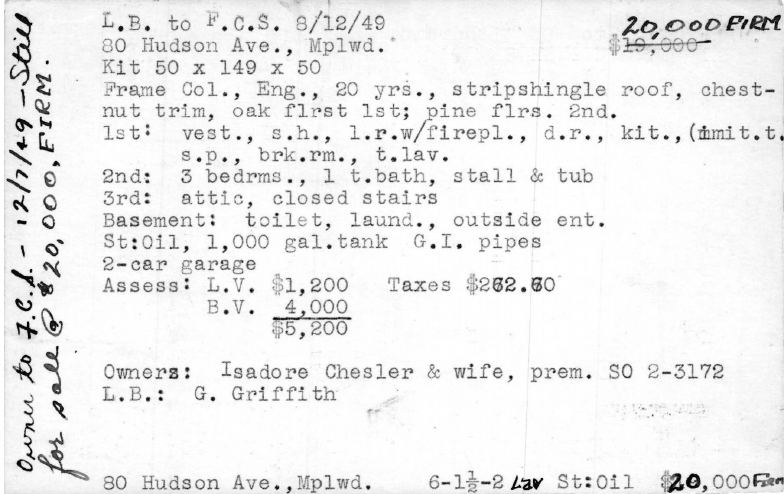 L.B. to F.C.S. 8/12/49
20,000 FIRM
80 Hudson Ave., Mplwd.
$19,000
Kit 50 x 149 x 50
Frame Col., Eng., 20 yrs., stripshingle roof, chest-
nut trim, oak flrst 1st; pine flrs. 2nd.
1st: vest., s.h., l.r.w/firepl., d.r., kit.,(immit.t.
s.p., brk.rm., t.lav.
2nd: 3 bedrms., 1 t.bath, stall & tub
3rd: attic, closed stairs
Basement: toilet, laund., outside ent.
St:Oil, 1,000 gal.tank G.I. pipes
2-car garage
Assess: L.V. $1,200 Taxes $262.60
B.V. 4,000
$5,200
Owners: Isadore Chesler & wife, prem. SO 2-3172
L.B.: G. Griffith
80 Hudson Ave.,Mplwd. 6-1½-2 Lav St:Oil $20,000 Firm
Owner to F.C.S. - 12/7/49 - Still
for sale @ $20,000, FIRM.